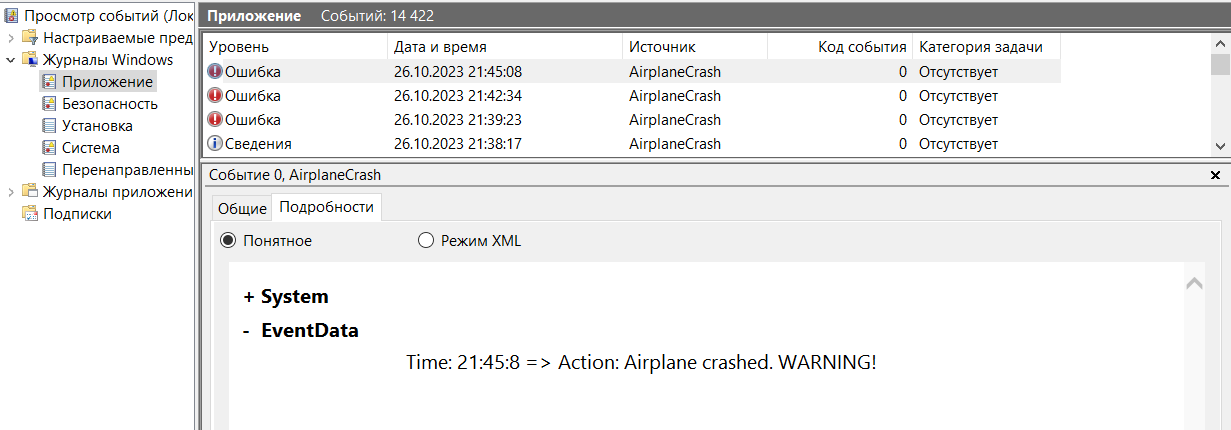 Просмотр событий (Лок
Настраиваемые пред
Журналы Windows
Приложение
Безопасность
Установка
Система
Перенаправленны
Журналы приложени
Подписки
Приложение Событий: 14 422
Уровень Дата и время Источник Код события Категория задачи
Ошибка 26.10.2023 21:45:08 AirplaneCrash 0 Отсутствует
Ошибка 26.10.2023 21:42:34 AirplaneCrash 0 Отсутствует
Ошибка 26.10.2023 21:39:23 AirplaneCrash 0 Отсутствует
Сведения 26.10.2023 21:38:17 AirplaneCrash 0 Отсутствует
Событие 0, AirplaneCrash
Общие Подробности
Понятное Режим XML
+ System
- EventData
Time: 21:45:8 => Action: Airplane crashed. WARNING!